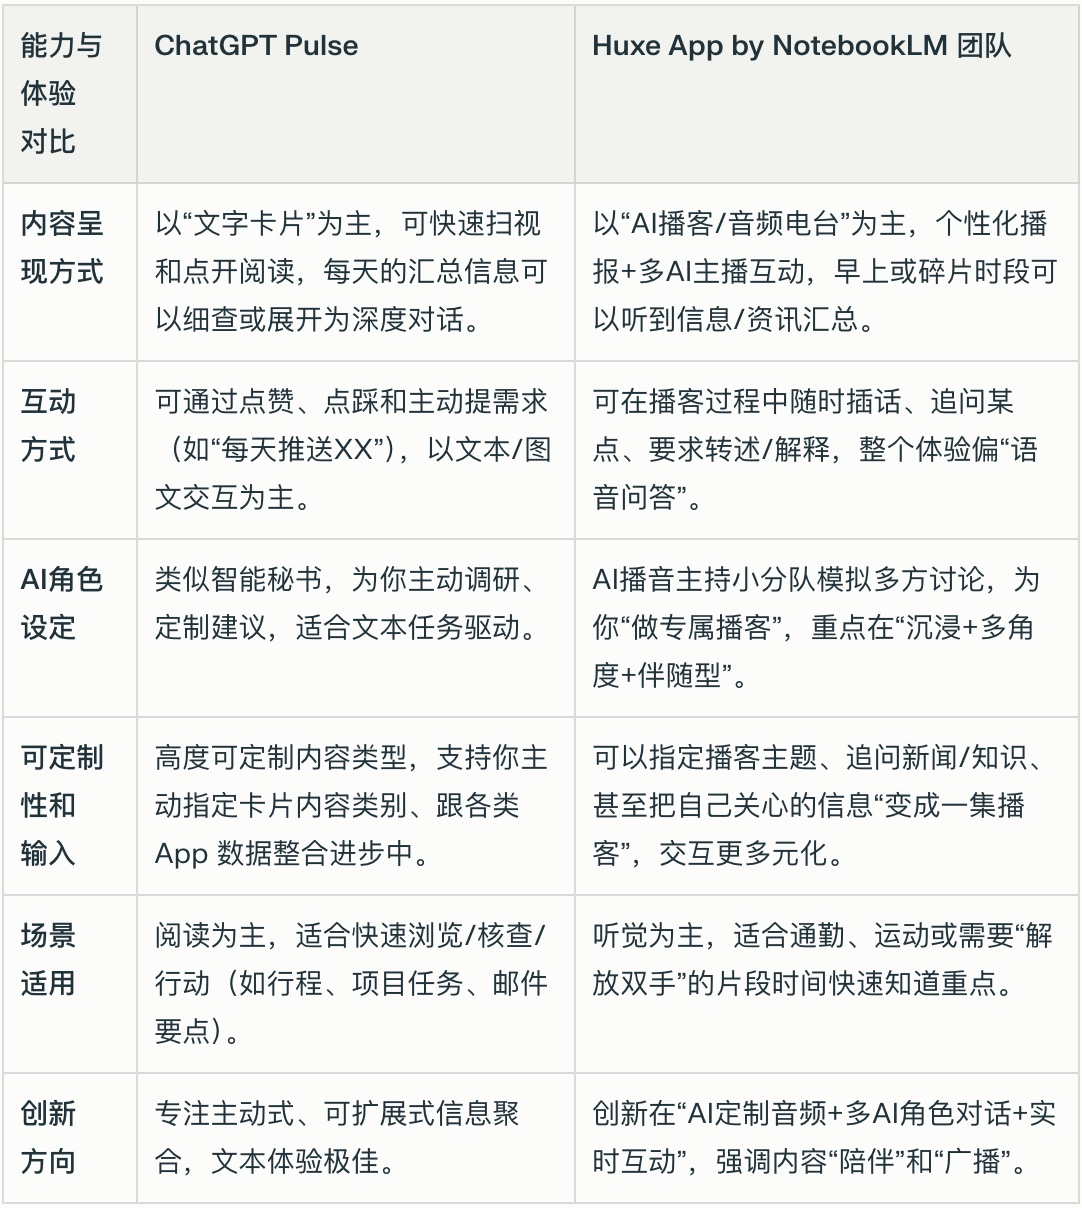 能力与
体验
对比
ChatGPT Pulse
Huxe App by NotebookLM 团队
内容呈
现方式
以“文字卡片”为主，可快速扫视
和点开阅读，每天的汇总信息可
以细查或展开为深度对话。
以“AI播客/音频电台”为主，个性化播
报+多AI主播互动，早上或碎片时段可
以听到信息/资讯汇总。
互动
方式
可通过点赞、点踩和主动提需求
（如“每天推送XX”），以文本/图
文交互为主。
可在播客过程中随时插话、追问某
点、要求转述/解释，整个体验偏“语
音问答”。
AI角色
设定
类似智能秘书，为你主动调研、
定制建议，适合文本任务驱动。
AI播音主持小分队模拟多方讨论，为
你“做专属播客”，重点在“沉浸+多角
度+伴随型”。
可定制
性和
输入
高度可定制内容类型，支持你主
动指定卡片内容类别、跟各类
App 数据整合进步中。
可以指定播客主题、追问新闻/知识、
甚至把自己关心的信息“变成一集播
客”，交互更多元化。
场景
适用
阅读为主，适合快速浏览/核查/
行动（如行程、项目任务、邮件
要点）。
听觉为主，适合通勤、运动或需要“解
放双手”的片段时间快速知道重点。
创新
方向
专注主动式、可扩展式信息聚
合，文本体验极佳。
创新在“AI定制音频+多AI角色对话+实
时互动”，强调内容“陪伴”和“广播”。